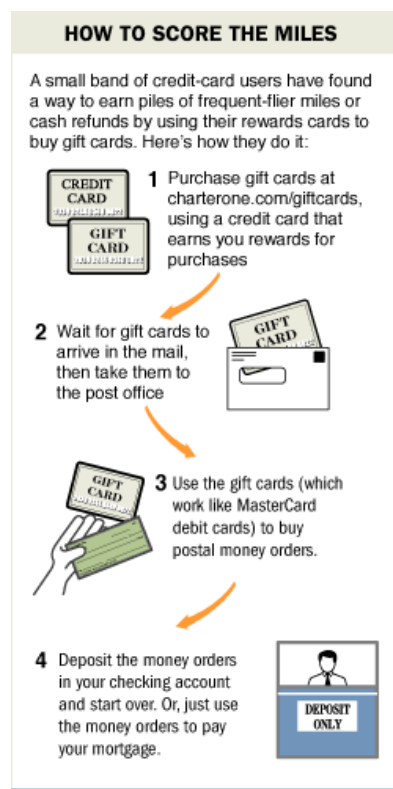 HOW TO SCORE THE MILES
A small band of credit-card users have found
a way to earn piles of frequent-flier miles or
cash refunds by using their rewards cards to
buy gift cards. Here's how they do it:
CREDIT
CARD
GIFT
CARD
1 Purchase gift cards at
charterone.com/giftcards,
using a credit card that
earns you rewards for
purchases
2 Wait for gift cards to
arrive in the mail,
then take them to
the post office
GIFT
CARD
GIFT
CARD
3 Use the gift cards (which
work like MasterCard
debit cards) to buy
postal money orders.
4 Deposit the money orders
in your checking account
and start over. Or, just use
the money orders to pay
your mortgage.
DEPOSIT
ONLY